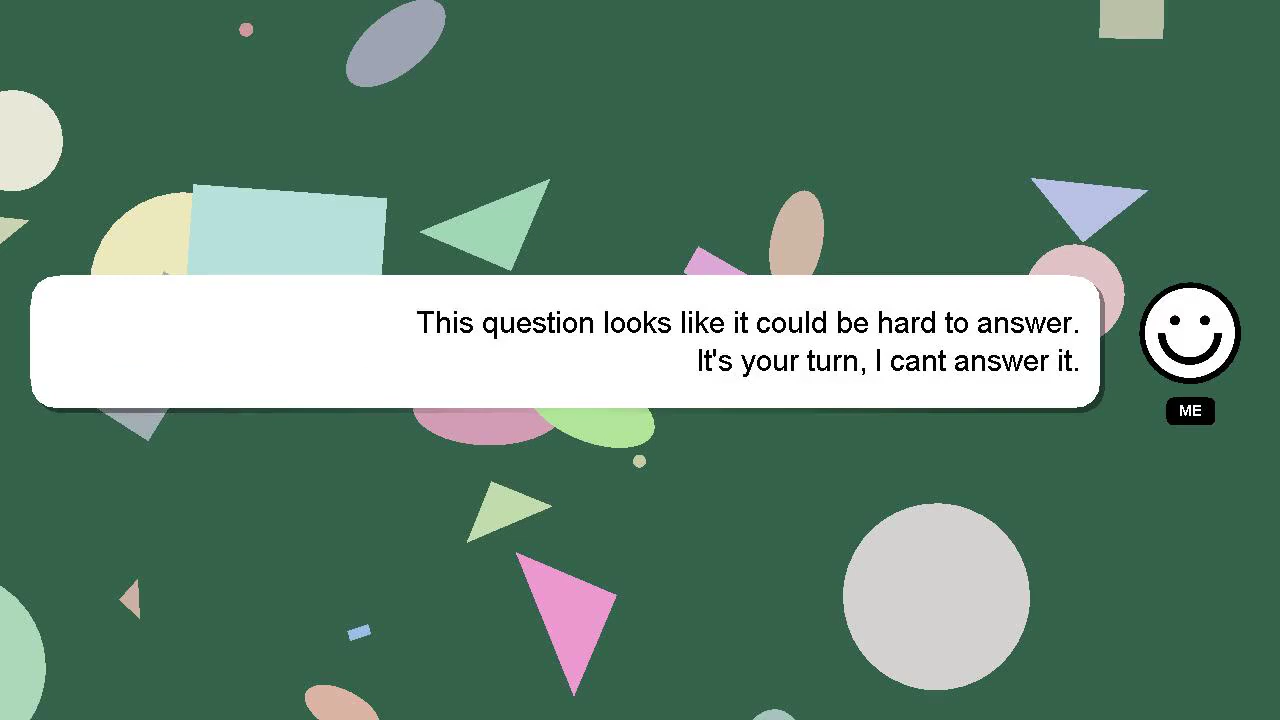 This question looks like it could be hard to answer.
It's your turn, I cant answer it.
ME